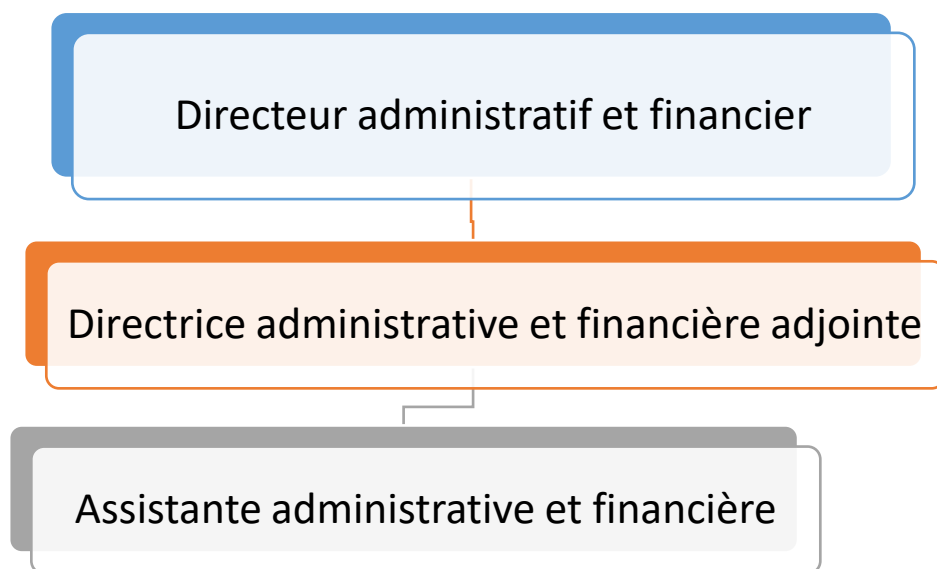 Directeur administratif et financier
Directrice administrative et financière adjointe
Assistante administrative et financière